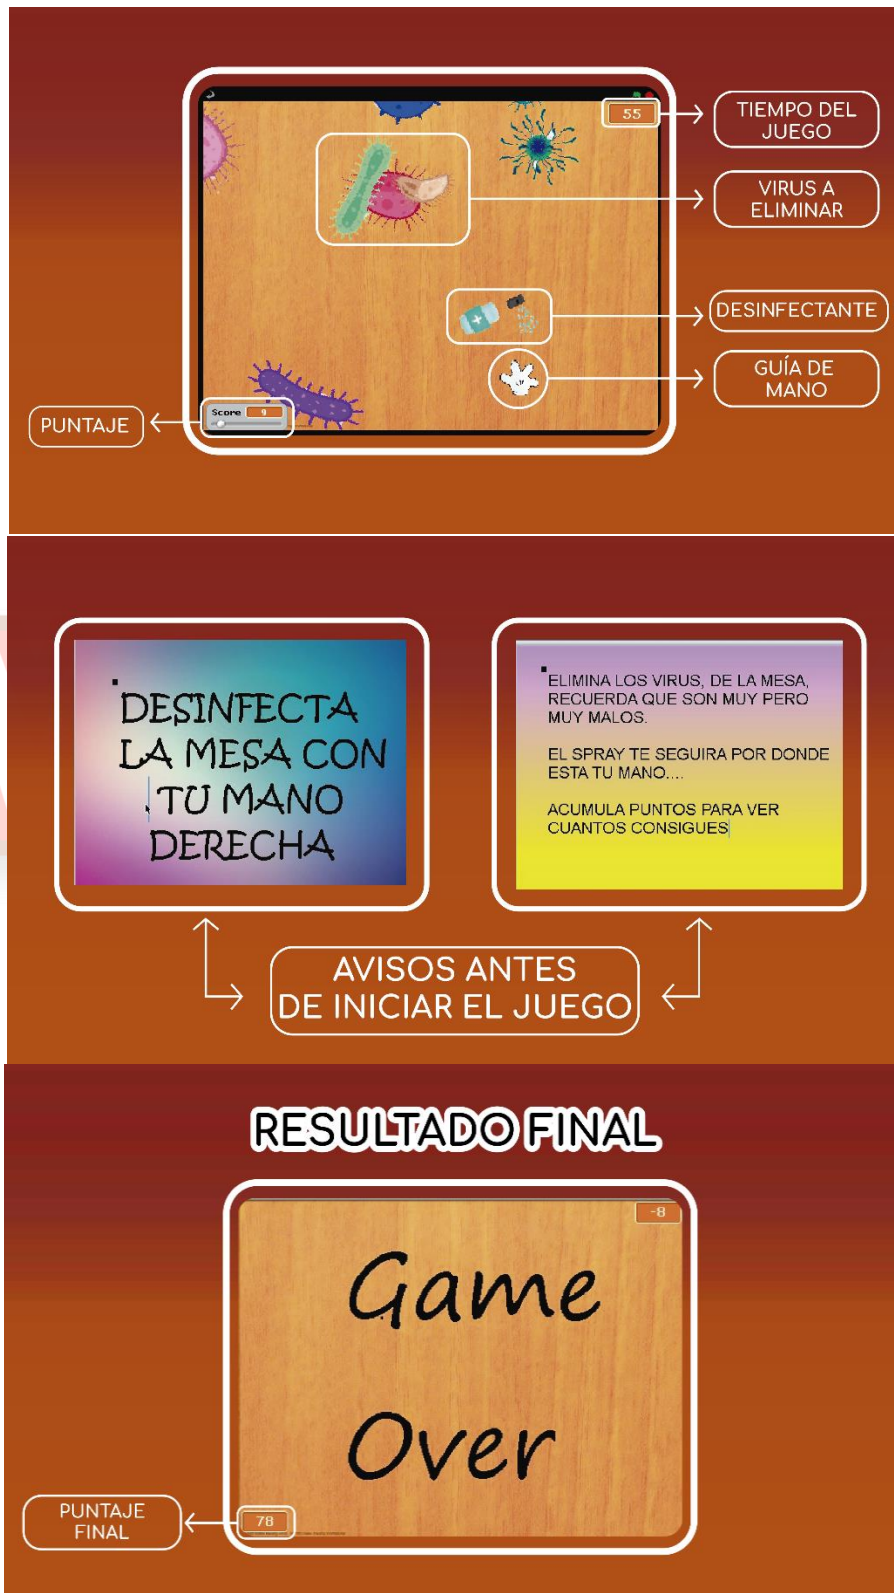 55
TIEMPO DEL
JUEGO
VIRUS A
ELIMINAR
DESINFECTANTE
GUÍA DE
MANO
Score 9
PUNTAJE
DESINFECTA
LA MESA CON
TU MANO
DERECHA
ELIMINA LOS VIRUS, DE LA MESA,
RECUERDA QUE SON MUY PERO
MUY MALOS.
EL SPRAY TE SEGUIRA POR DONDE
ESTA TU MANO....
ACUMULA PUNTOS PARA VER
CUANTOS CONSIGUES
AVISOS ANTES
DE INICIAR EL JUEGO
RESULTADO FINAL
-8
Game
Over
78
PUNTAJE
FINAL